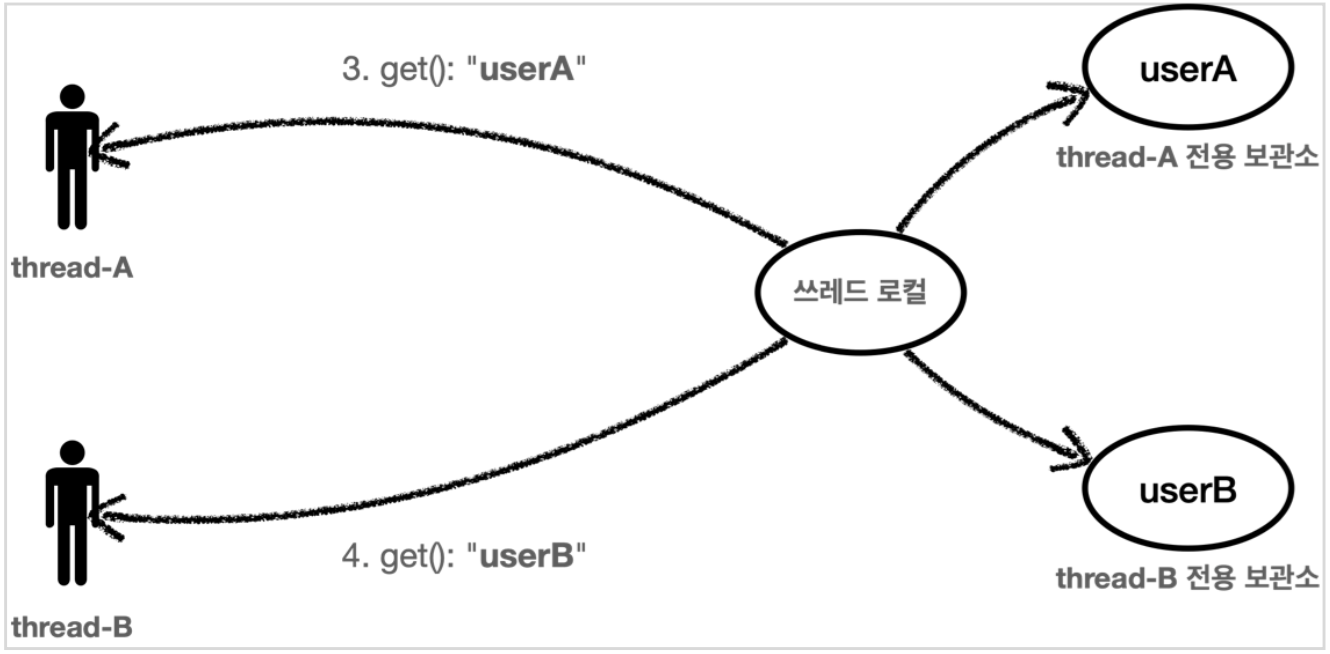 3. get(): "userA"
userA
thread-A 전용 보관소
thread-A
쓰레드 로컬
userB
thread-B 전용 보관소
4. get(): "userB"
thread-B